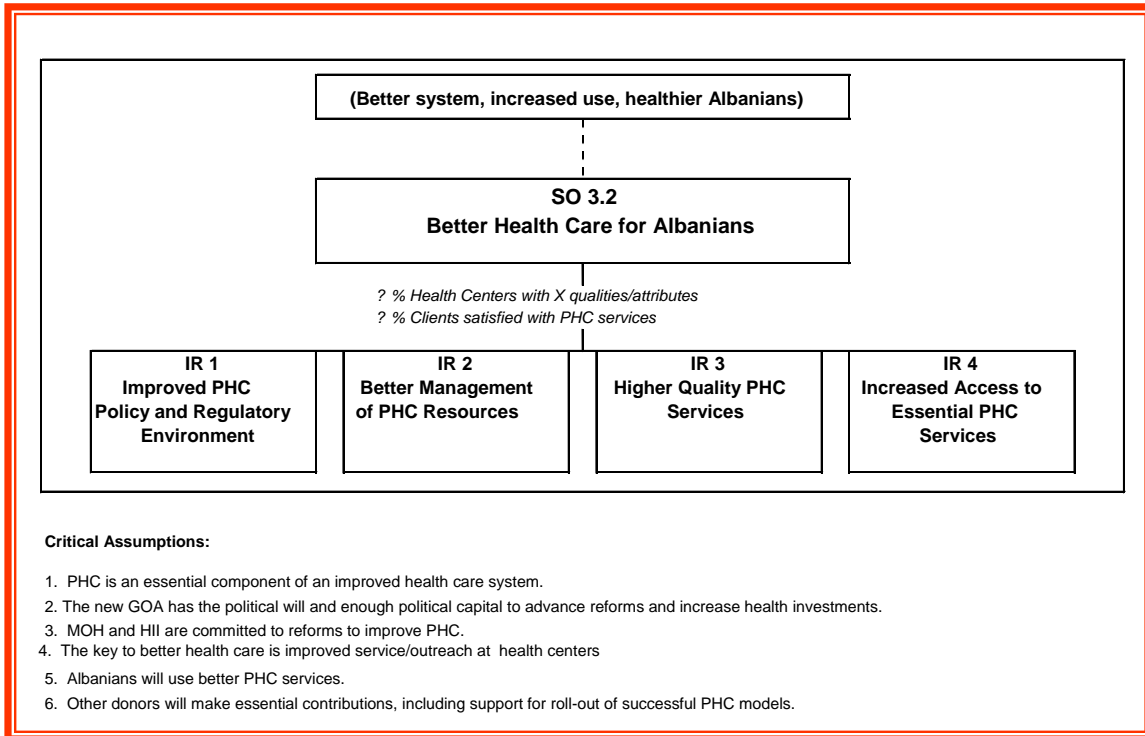 (Better system, increased use, healthier Albanians)
SO 3.2
Better Health Care for Albanians
? % Health Centers with X qualities/attributes
? % Clients satisfied with PHC services
IR 1
Improved PHC
Policy and Regulatory
Environment
IR 2
Better Management
of PHC Resources
IR 3
Higher Quality PHC
Services
IR 4
Increased Access to
Essential PHC
Services
Critical Assumptions:
1. PHC is an essential component of an improved health care system.
2. The new GOA has the political will and enough political capital to advance reforms and increase health investments.
3. MOH and HII are committed to reforms to improve PHC.
4. The key to better health care is improved service/outreach at health centers
5. Albanians will use better PHC services.
6. Other donors will make essential contributions, including support for roll-out of successful PHC models.